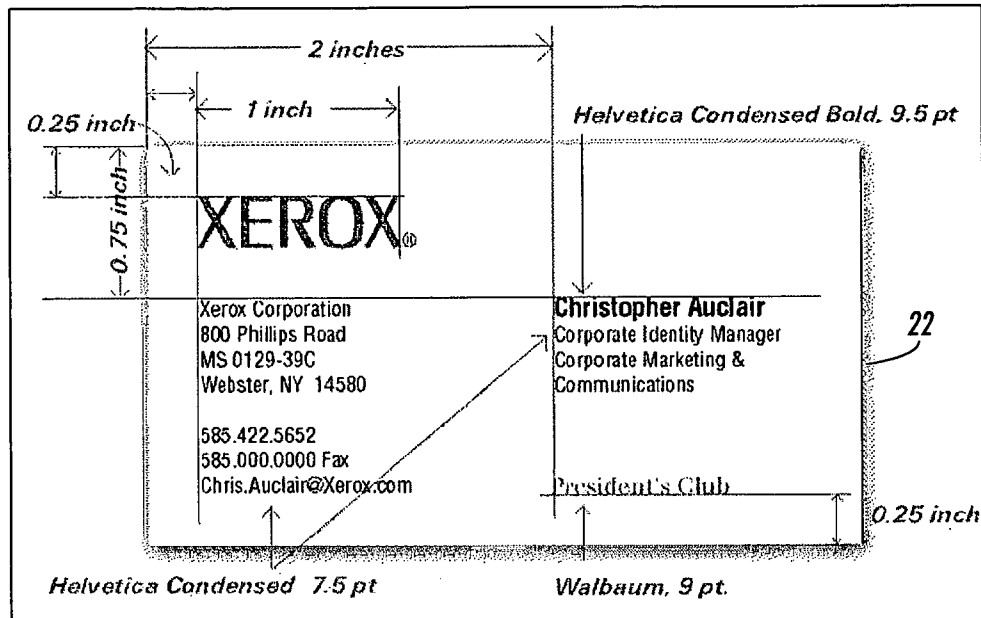 2 inches
1 inch
0.25 inch
Helvetica Condensed Bold, 9.5 pt
0.75 inch
XEROX®
Xerox Corporation
800 Phillips Road
MS 0129-39C
Webster, NY 14580
585.422.5652
585.000.0000 Fax
Chris.Auclair@Xerox.com
Christopher Auclair
Corporate Identity Manager
Corporate Marketing &
Communications
President's Club
22
0.25 inch
Helvetica Condensed 7.5 pt
Walbaum, 9 pt.